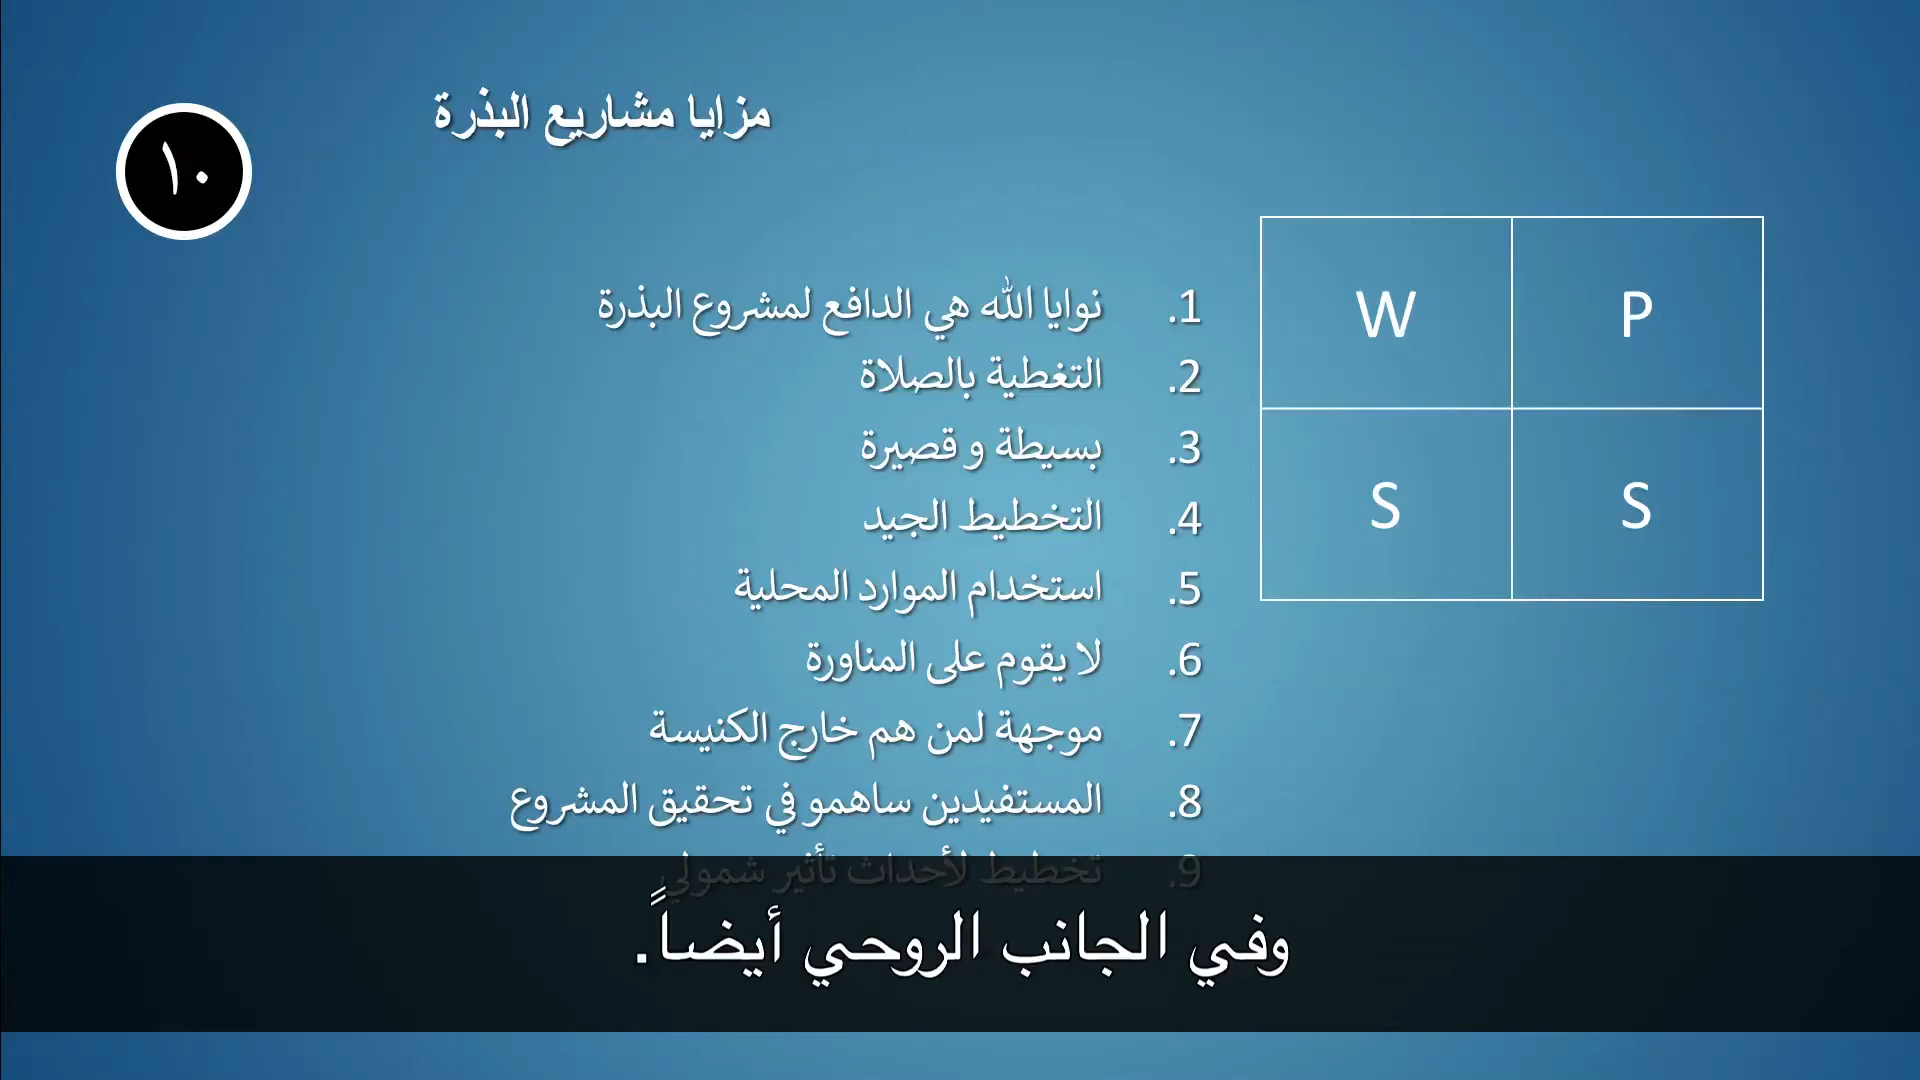 مزايا مشاريع البذرة
١٠
1. نوايا الله هي الدافع لمشروع البذرة
2. التغطية بالصلاة
3. بسيطة و قصيرة
4. التخطيط الجيد
5. استخدام الموارد المحلية
6. لا يقوم على المناورة
7. موجهة لمن هم خارج الكنيسة
8. المستفيدين ساهمو في تحقيق المشروع
9. تخطيط لأحداث تأثير شمولي
W P
S S
وفي الجانب الروحي أيضاً.